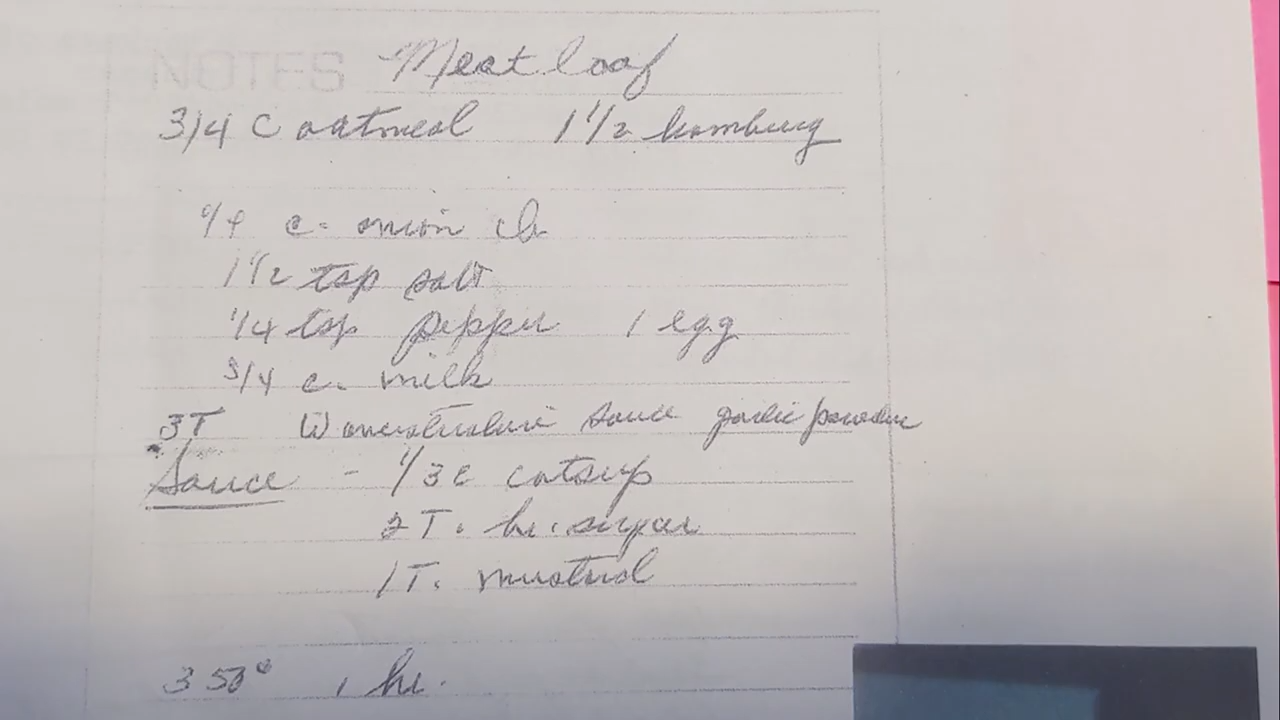 NOTES Meat loaf
3/4 C oatmeal 1 1/2 hamburg
1/4 c. onion ch
1 1/2 tsp salt
1/4 tsp pepper 1 egg
3/4 c. milk
3T Worcestershire sauce garlic powder
Sauce - 1/3 c catsup
2 T. br. sugar
1 T. mustard
350° 1 hr.